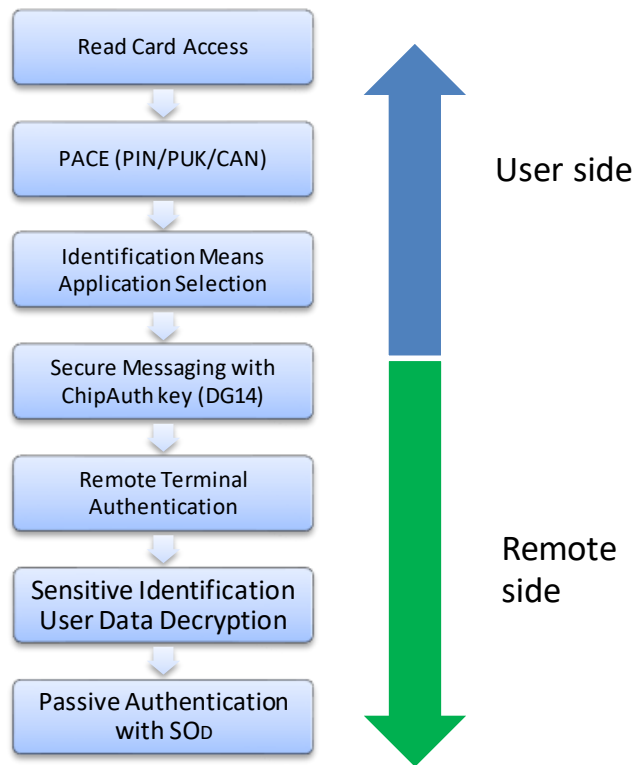 Read Card Access
PACE (PIN/PUK/CAN)
Identification Means
Application Selection
Secure Messaging with
ChipAuth key (DG14)
Remote Terminal
Authentication
Sensitive Identification
User Data Decryption
Passive Authentication
with SOD
User side
Remote
side